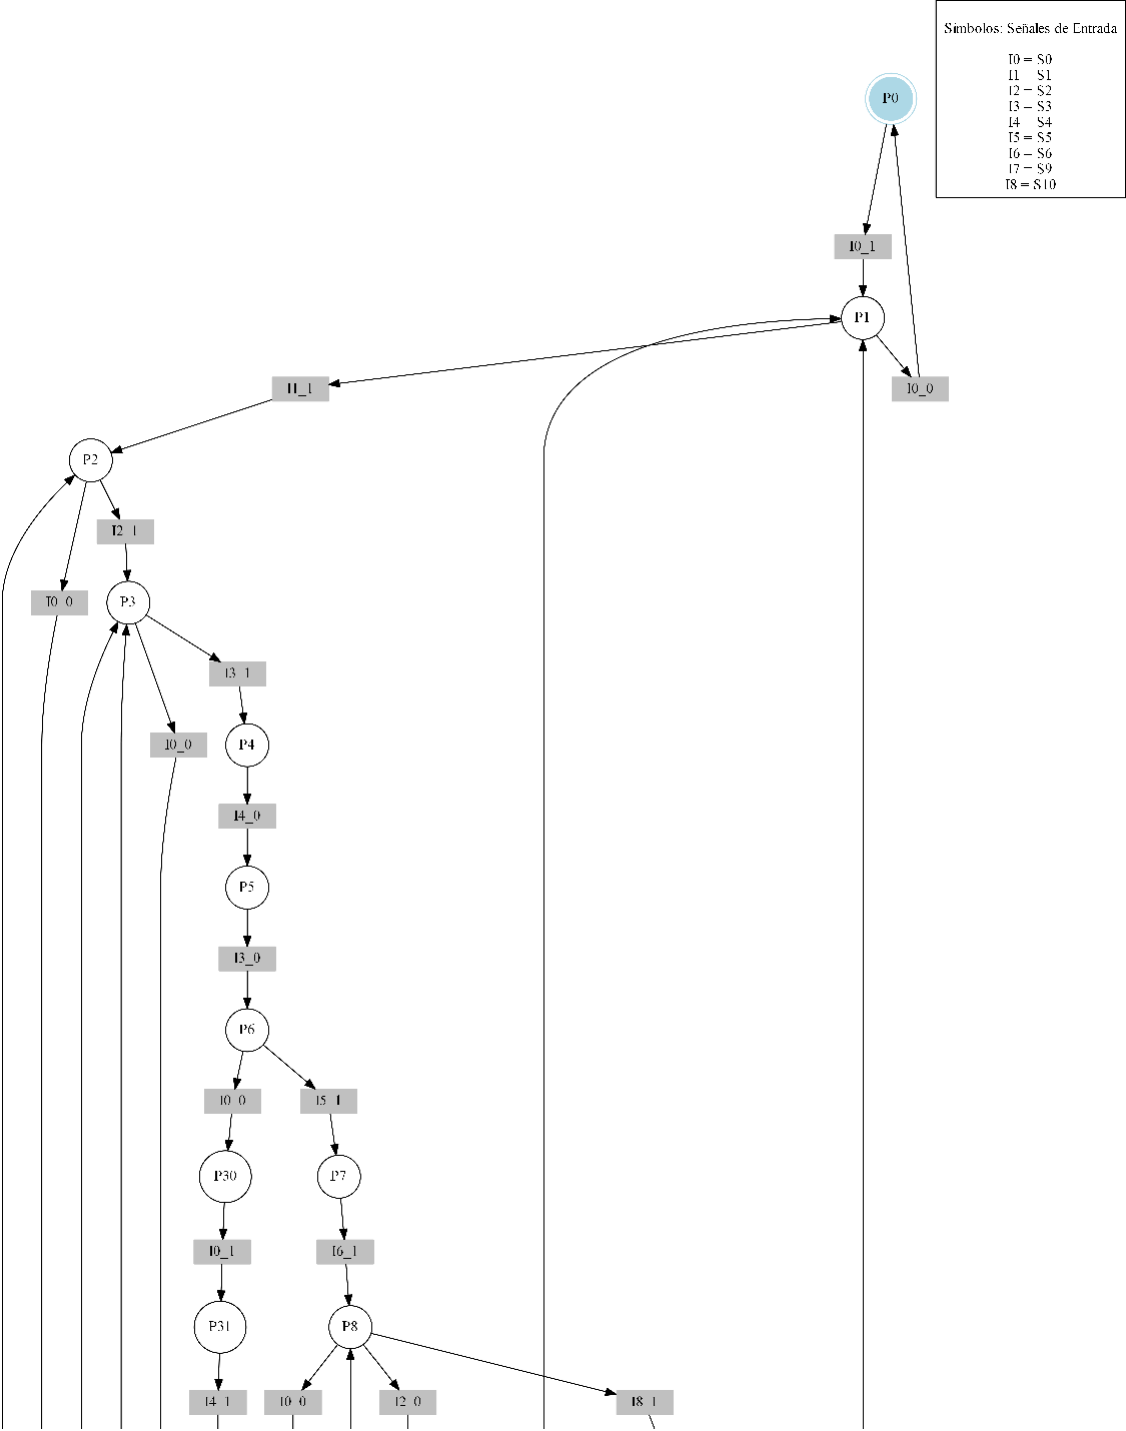 Símbolos: Señales de Entrada
I0 = S0
I1 = S1
I2 = S2
I3 = S3
I4 = S4
I5 = S5
I6 = S6
I7 = S9
I8 = S10
P0
I0_1
P1
I1_1
I0_0
P2
I2_1
I0_0
P3
I3_1
I0_0
P4
I4_0
P5
I3_0
P6
I0_0
I5_1
P30
P7
I0_1
I6_1
P31
P8
I4_1
I0_0
I2_0
I8_1